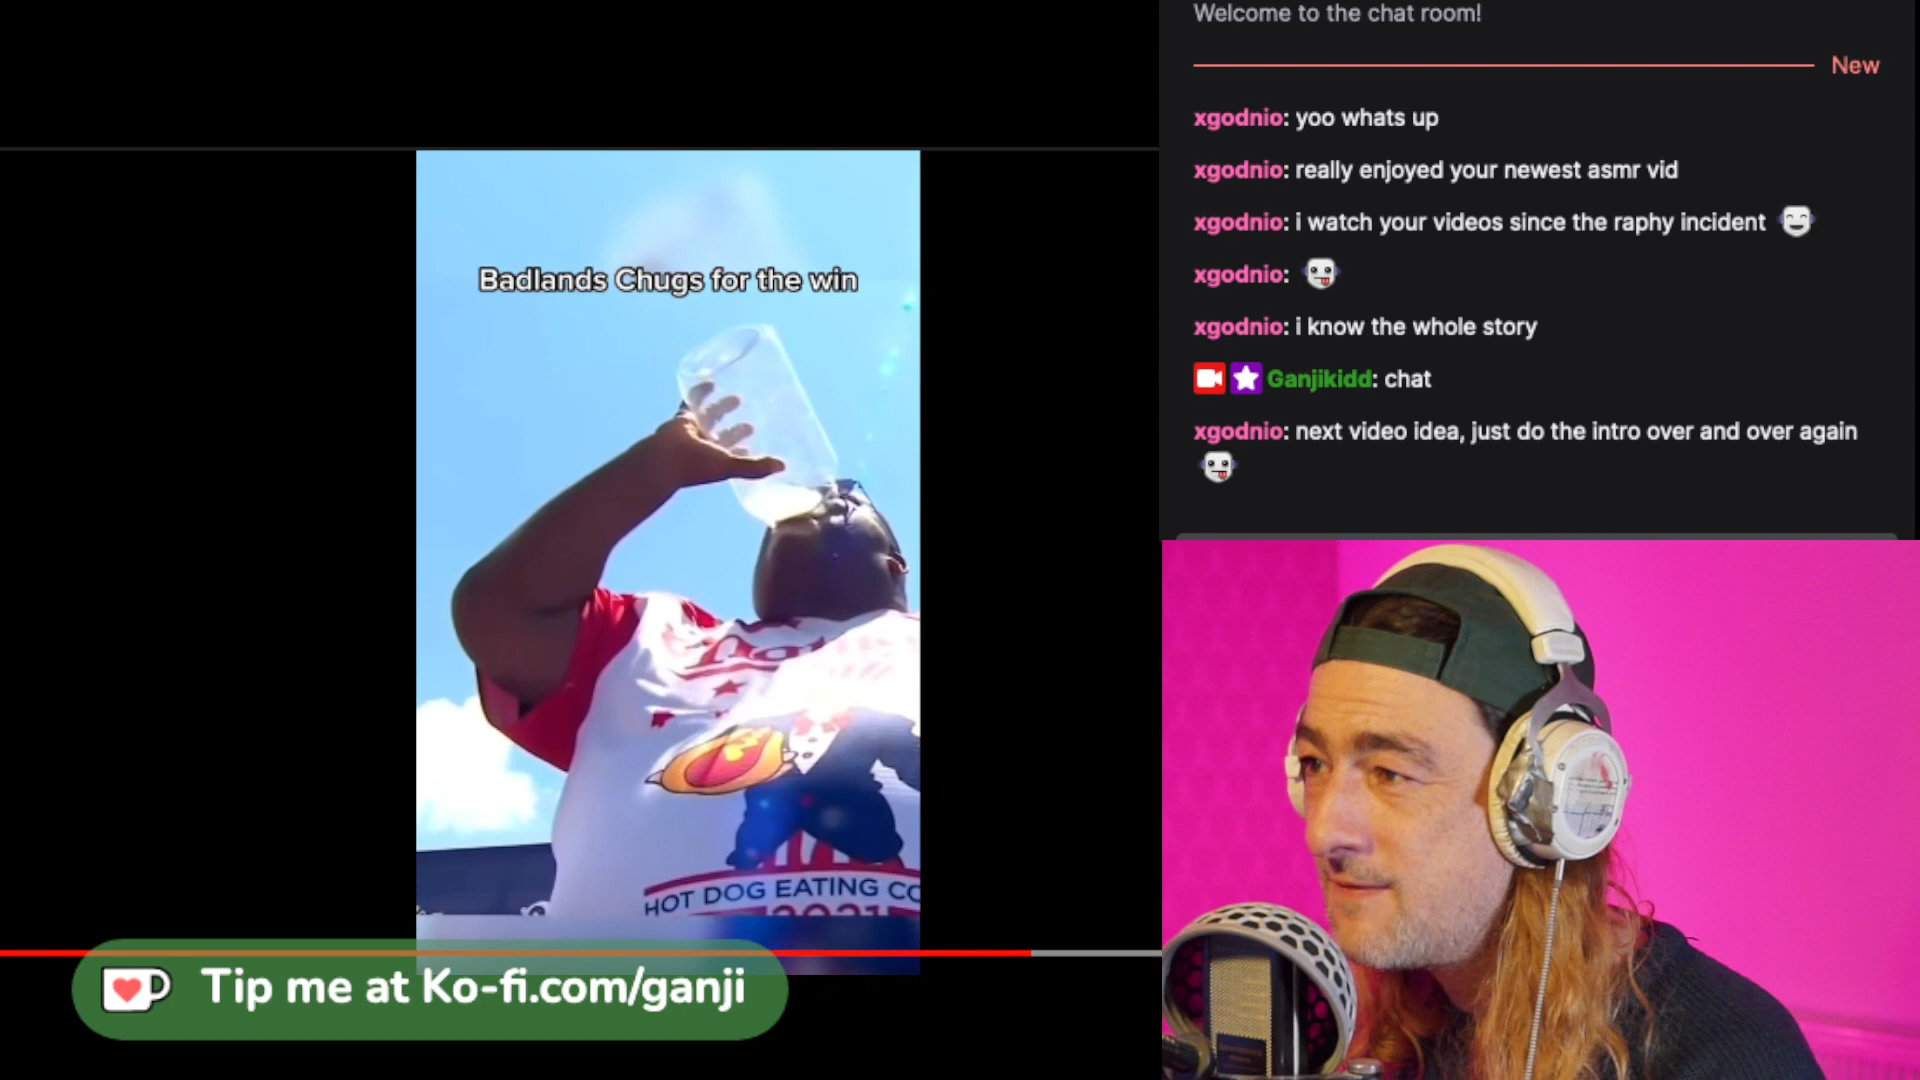 Welcome to the chat room!
New
xgodnio: yoo whats up
xgodnio: really enjoyed your newest asmr vid
xgodnio: i watch your videos since the raphy incident
xgodnio:
xgodnio: i know the whole story
Ganjikidd: chat
xgodnio: next video idea, just do the intro over and over again
Badlands Chugs for the win
HOT DOG EATING
2021
Tip me at Ko-fi.com/ganji